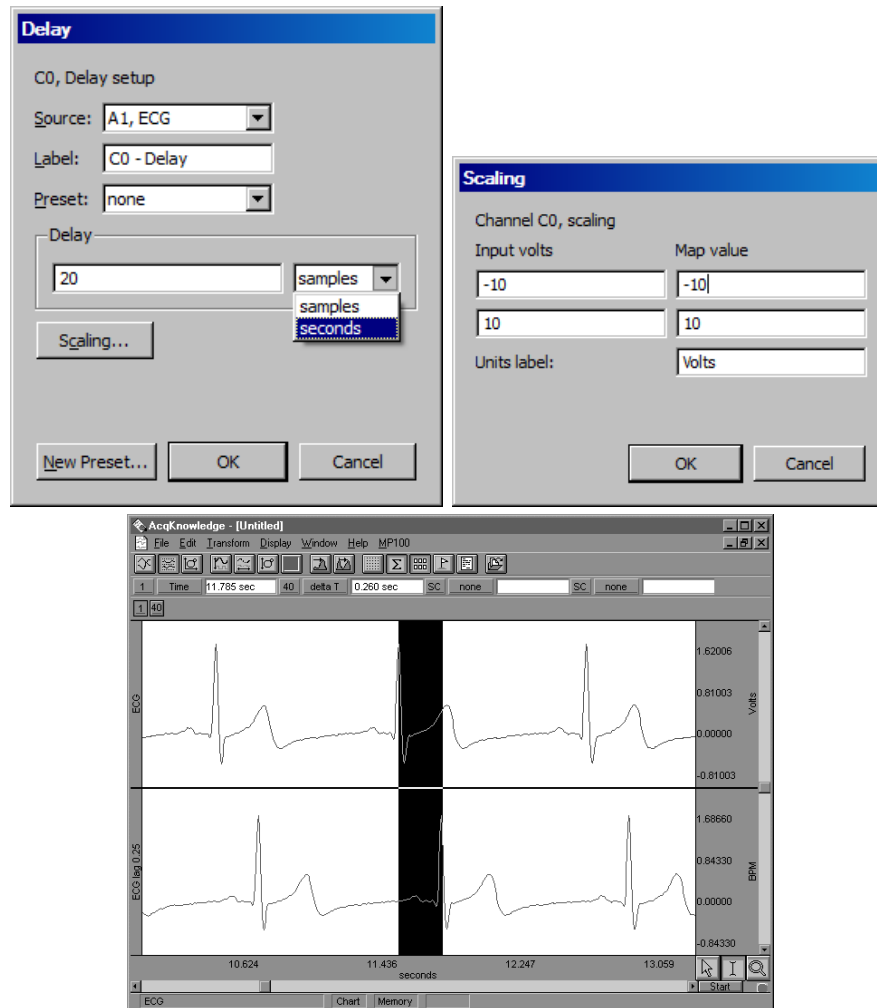 Delay
C0, Delay setup
Source: A1, ECG
Label: C0 - Delay
Preset: none
Delay
20 samples
samples
seconds
Scaling...
New Preset... OK Cancel
Scaling
Channel C0, scaling
Input volts Map value
-10 -10
10 10
Units label: Volts
OK Cancel
AcqKnowledge - [Untitled]
File Edit Transform Display Window Help MP100
1 Time 11.785 sec 40 delta T 0.260 sec SC none SC none
1 40
ECG
1.62006
0.81003
0.00000
-0.81003
Volts
ECG lag 0.25
1.68660
0.84330
0.00000
-0.84330
BPM
10.624 11.436 12.247 13.059
seconds
Start
ECG Chart Memory